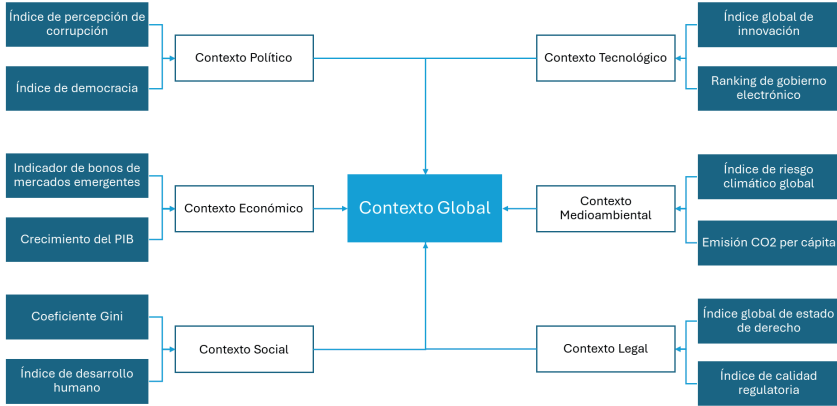 Índice de percepción de
corrupción
Índice de democracia
Contexto Político
Indicador de bonos de
mercados emergentes
Crecimiento del PIB
Contexto Económico
Coeficiente Gini
Índice de desarrollo
humano
Contexto Social
Contexto Global
Contexto Tecnológico
Índice global de
innovación
Ranking de gobierno
electrónico
Contexto
Medioambiental
Índice de riesgo
climático global
Emisión CO2 per cápita
Contexto Legal
Índice global de estado
de derecho
Índice de calidad
regulatoria